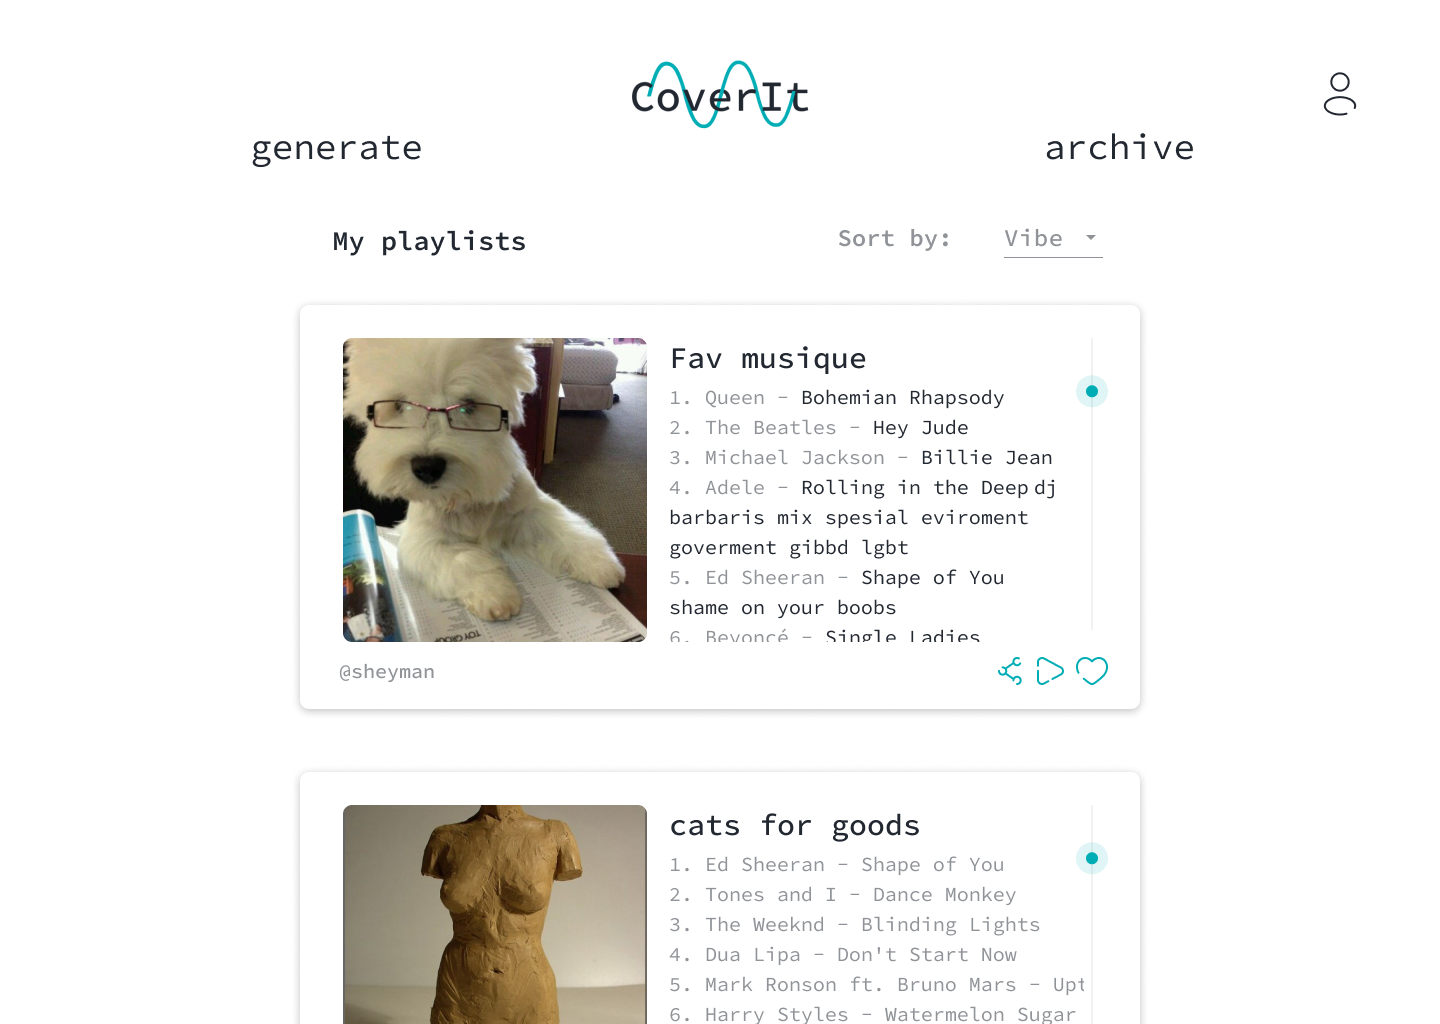 CoverIt
generate
archive
My playlists
Sort by:
Vibe
Fav musique
1. Queen - Bohemian Rhapsody
2. The Beatles - Hey Jude
3. Michael Jackson - Billie Jean
4. Adele - Rolling in the Deep dj
barbaris mix spesial eviroment
goverment gibbd lgbt
5. Ed Sheeran - Shape of You
shame on your boobs
6. Beyoncé - Single Ladies
TOY GROUP
@sheyman
cats for goods
1. Ed Sheeran - Shape of You
2. Tones and I - Dance Monkey
3. The Weeknd - Blinding Lights
4. Dua Lipa - Don't Start Now
5. Mark Ronson ft. Bruno Mars - Upt
6. Harry Styles - Watermelon Sugar